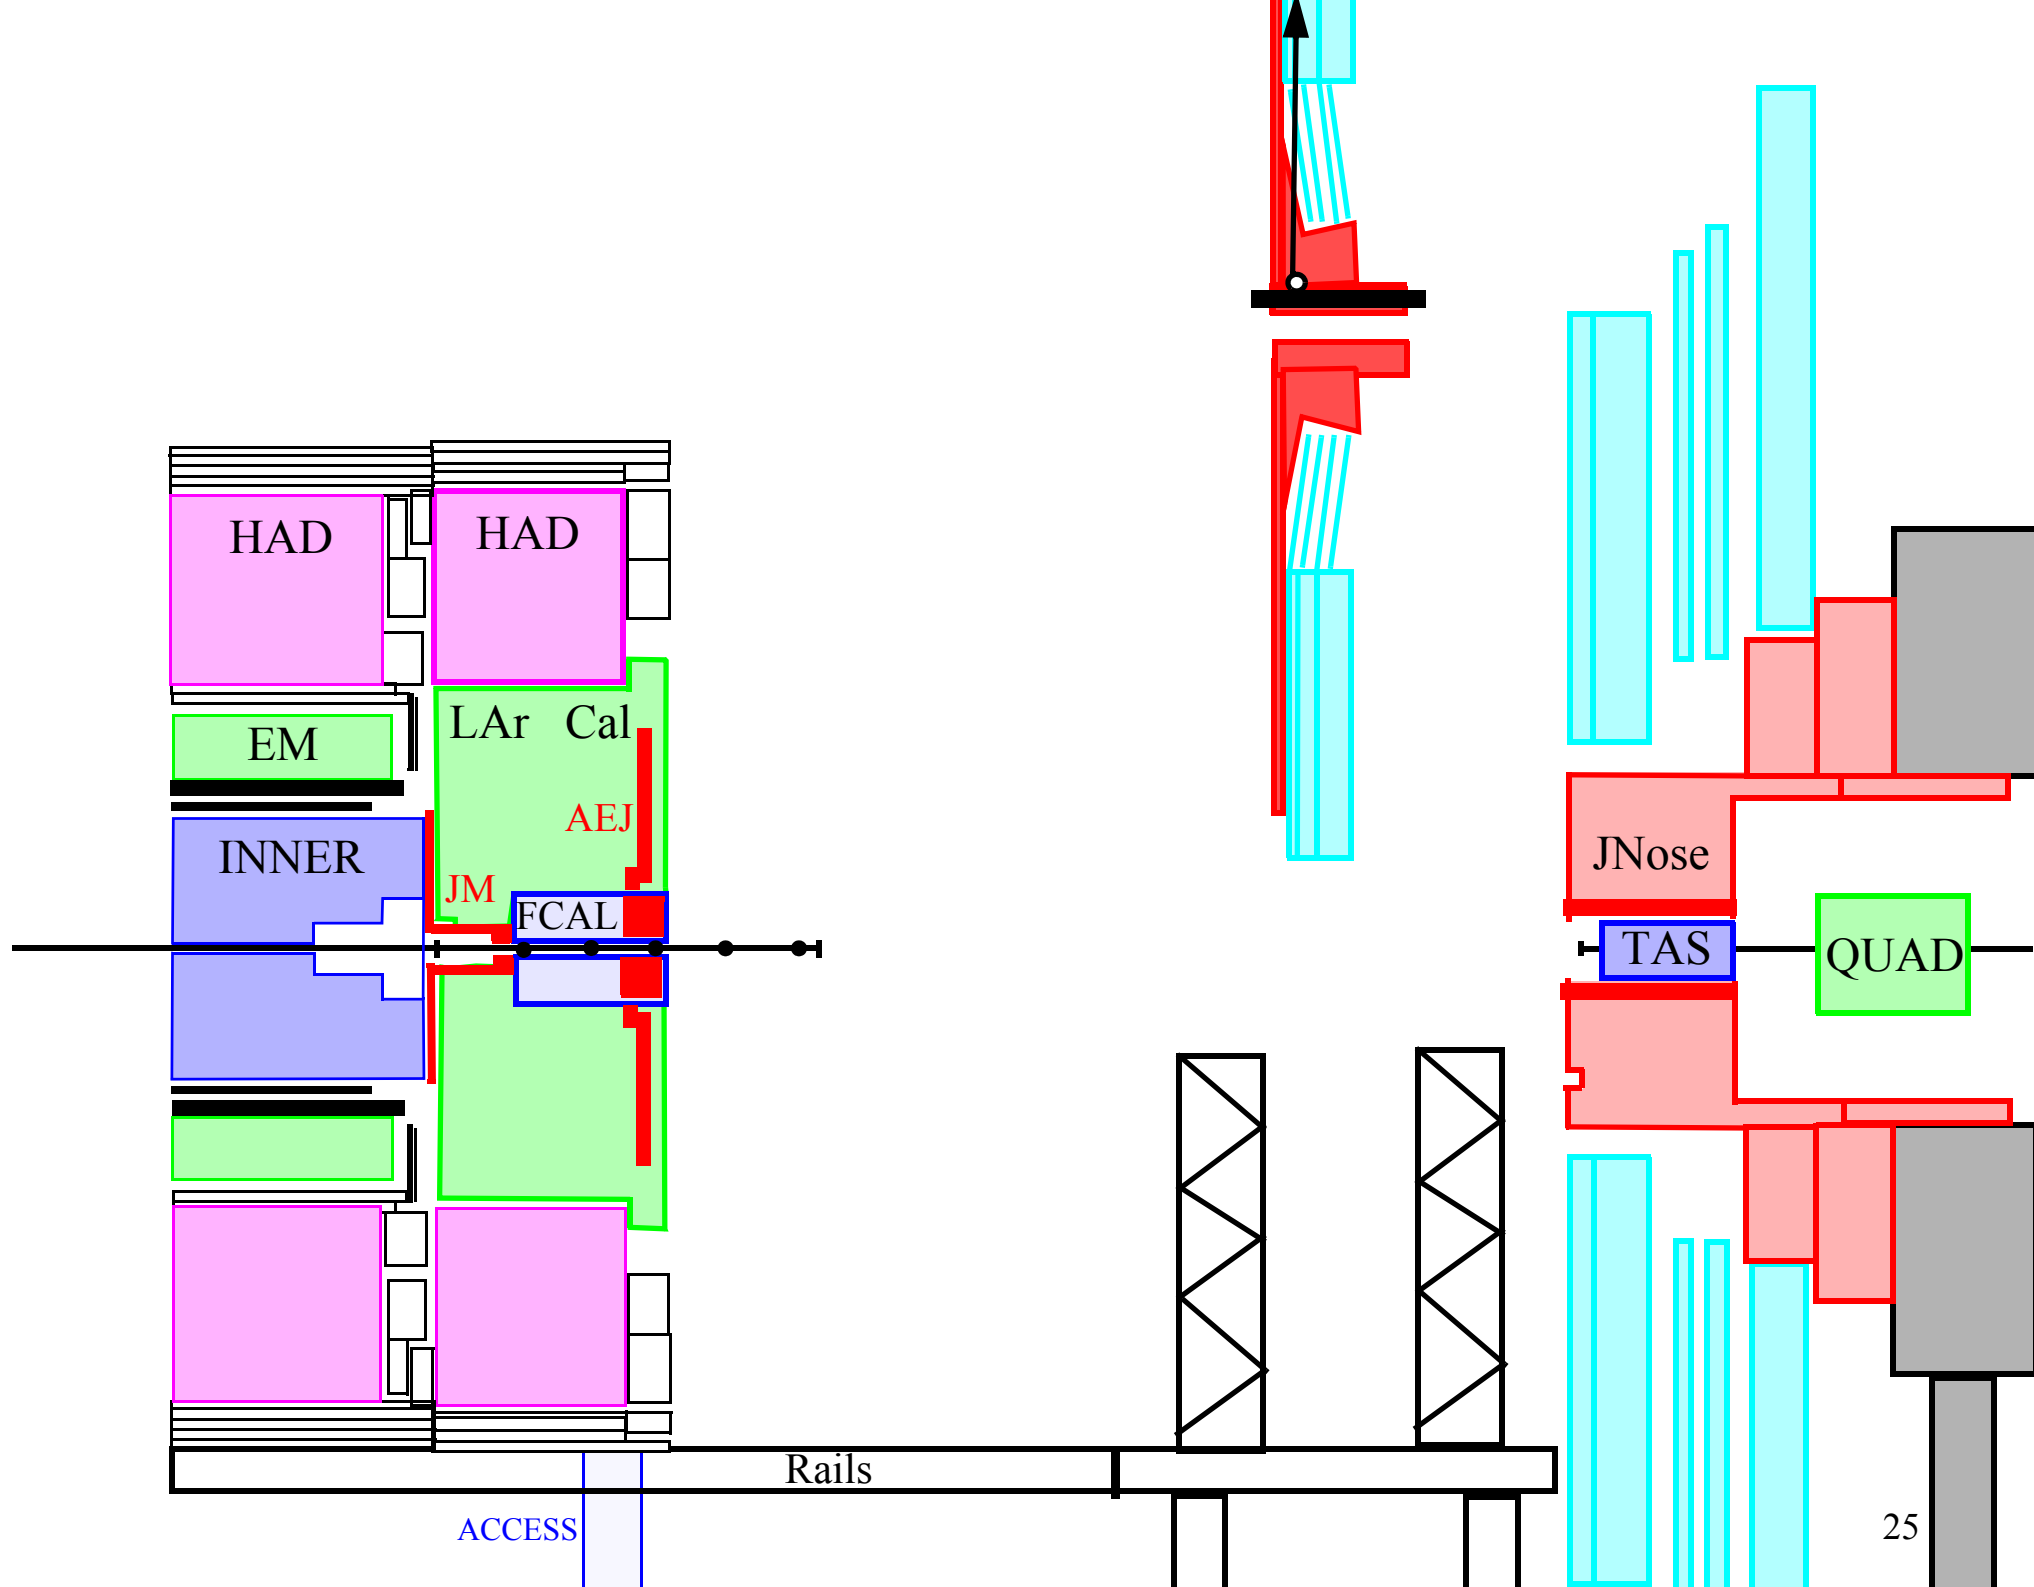 HAD
HAD
LAr Cal
EM
AEJ
INNER
JM
FCAL
JNose
TAS
QUAD
Rails
ACCESS
25